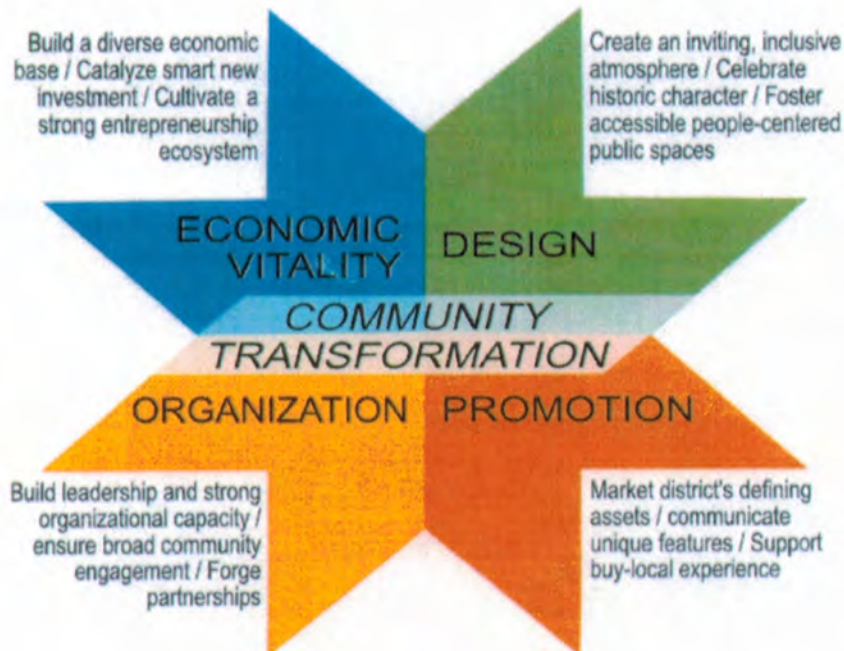 Build a diverse economic
base / Catalyze smart new
investment / Cultivate a
strong entrepreneurship
ecosystem
Create an inviting, inclusive
atmosphere / Celebrate
historic character / Foster
accessible people-centered
public spaces
ECONOMIC
VITALITY
DESIGN
COMMUNITY
TRANSFORMATION
ORGANIZATION
PROMOTION
Build leadership and strong
organizational capacity /
ensure broad community
engagement / Forge
partnerships
Market district's defining
assets / communicate
unique features / Support
buy-local experience